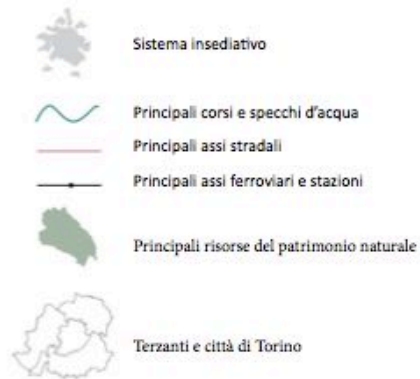 Sistema insediativo
Principali corsi e specchi d'acqua
Principali assi stradali
Principali assi ferroviari e stazioni
Principali risorse del patrimonio naturale
Terzanti e città di Torino